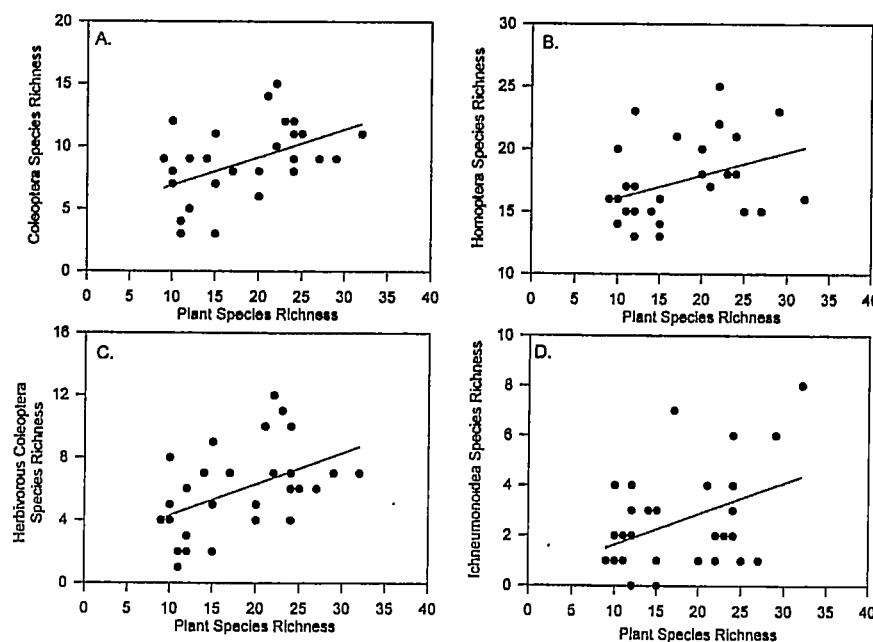 A.
Coleoptera Species Richness
20
15
10
5
0
0 5 10 15 20 25 30 35 40
Plant Species Richness
B.
Homoptera Species Richness
30
25
20
15
10
0 5 10 15 20 25 30 35 40
Plant Species Richness
C.
Herbivorous Coleoptera
Species Richness
16
12
8
4
0
0 5 10 15 20 25 30 35 40
Plant Species Richness
D.
Ichneumonoidea Species Richness
10
8
6
4
2
0
0 5 10 15 20 25 30 35 40
Plant Species Richness